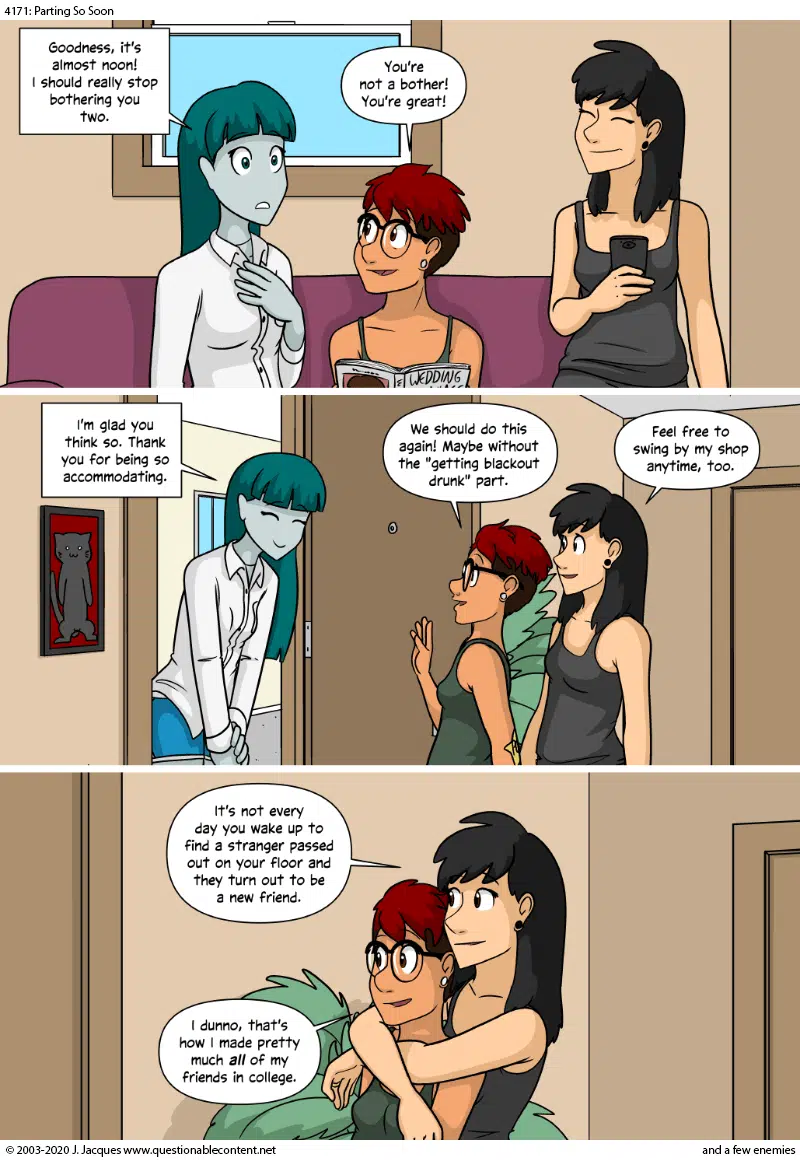 4171: Parting So Soon
Goodness, it's
almost noon!
I should really stop
bothering you
two.
You're
not a bother!
You're great!
WEDDING
I'm glad you
think so. Thank
you for being so
accommodating.
We should do this
again! Maybe without
the "getting blackout
drunk" part.
Feel free to
swing by my shop
anytime, too.
It's not every
day you wake up to
find a stranger passed
out on your floor and
they turn out to be
a new friend.
I dunno, that's
how I made pretty
much all of my
friends in college.
© 2003-2020 J. Jacques www.questionablecontent.net
and a few enemies